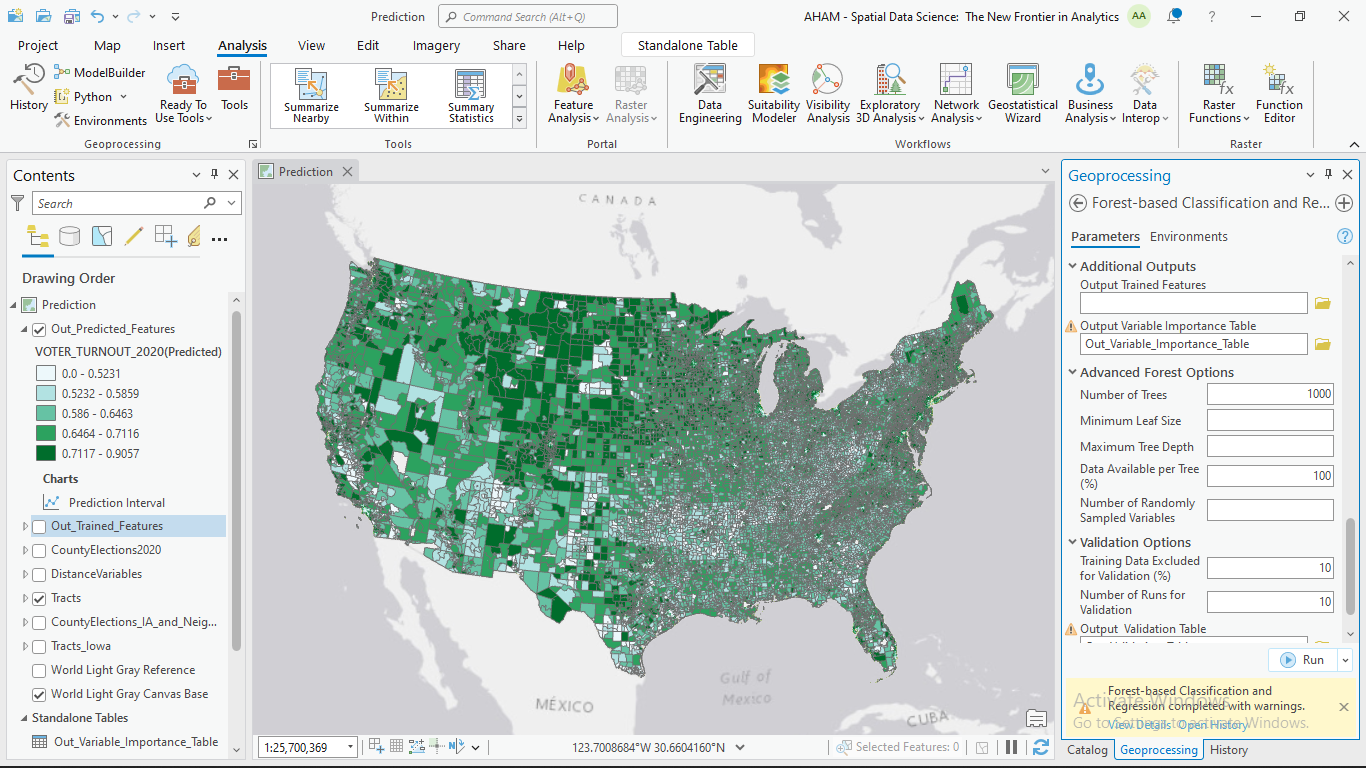 Prediction
Command Search (Alt+Q)
AHAM - Spatial Data Science: The New Frontier in Analytics
AA
?
Project
Map
Insert
Analysis
View
Edit
Imagery
Share
Help
Standalone Table
History
ModelBuilder
Python
Environments
Ready To
Use Tools
Tools
Geoprocessing
Summarize
Nearby
Summarize
Within
Summary
Statistics
Tools
Feature
Analysis
Raster
Analysis
Portal
Data
Engineering
Suitability
Modeler
Visibility
Analysis
Exploratory
3D Analysis
Network
Analysis
Geostatistical
Wizard
Business
Analysis
Data
Interop
Workflows
Raster
Functions
Function
Editor
Raster
Contents
Search
Drawing Order
Prediction
Out_Predicted_Features
VOTER_TURNOUT_2020(Predicted)
0.0 - 0.5231
0.5232 - 0.5859
0.586 - 0.6463
0.6464 - 0.7116
0.7117 - 0.9057
Charts
Prediction Interval
Out_Trained_Features
CountyElections2020
DistanceVariables
Tracts
CountyElections_IA_and_Neig...
Tracts_Iowa
World Light Gray Reference
World Light Gray Canvas Base
Standalone Tables
Out_Variable_Importance_Table
Prediction
CANADA
Gulf of
Mexico
MÉXICO
CUBA
1:25,700,369
123.7008684°W 30.6604160°N
Selected Features: 0
Geoprocessing
Forest-based Classification and Re...
Parameters
Environments
?
Additional Outputs
Output Trained Features
Output Variable Importance Table
Out_Variable_Importance_Table
Advanced Forest Options
Number of Trees
1000
Minimum Leaf Size
Maximum Tree Depth
Data Available per Tree
(%)
100
Number of Randomly
Sampled Variables
Validation Options
Training Data Excluded
for Validation (%)
10
Number of Runs for
Validation
10
Output Validation Table
Run
Forest-based Classification and
Regression completed with warnings.
View Details Open History
Activate Windows
Go to Settings to activate Windows.
Catalog
Geoprocessing
History